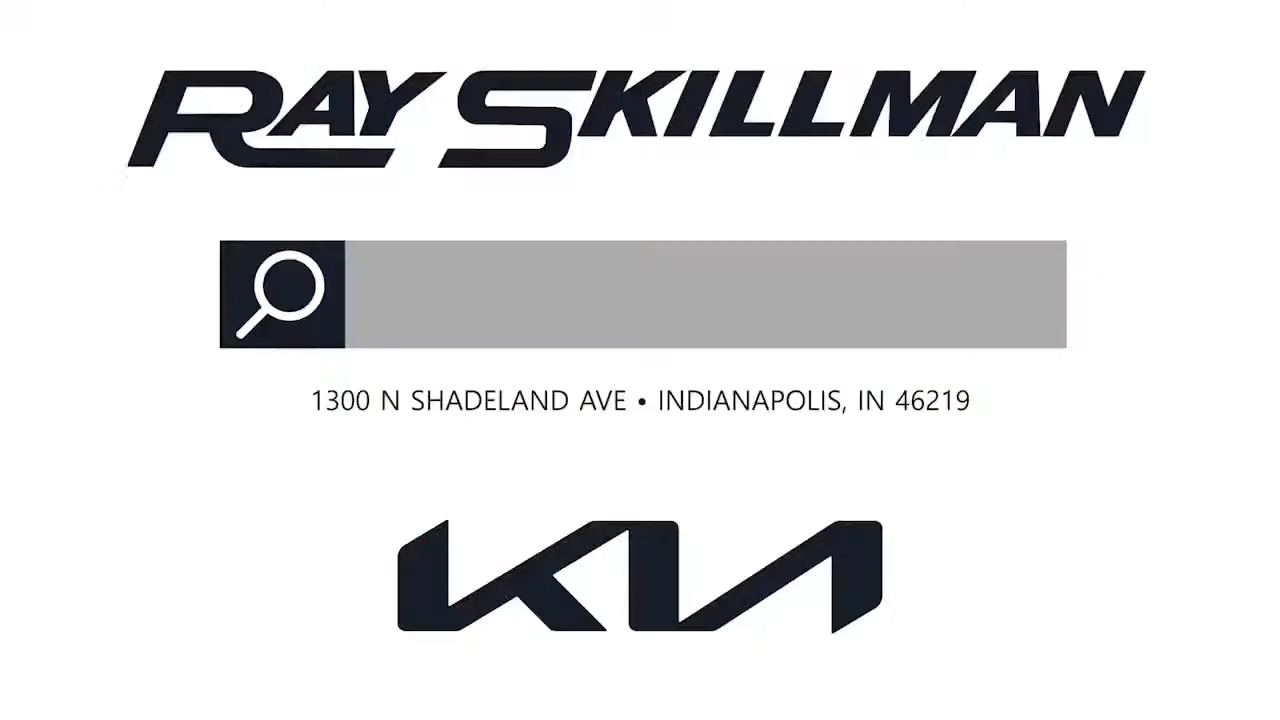 RAY SKILLMAN
1300 N SHADELAND AVE • INDIANAPOLIS, IN 46219
KIA